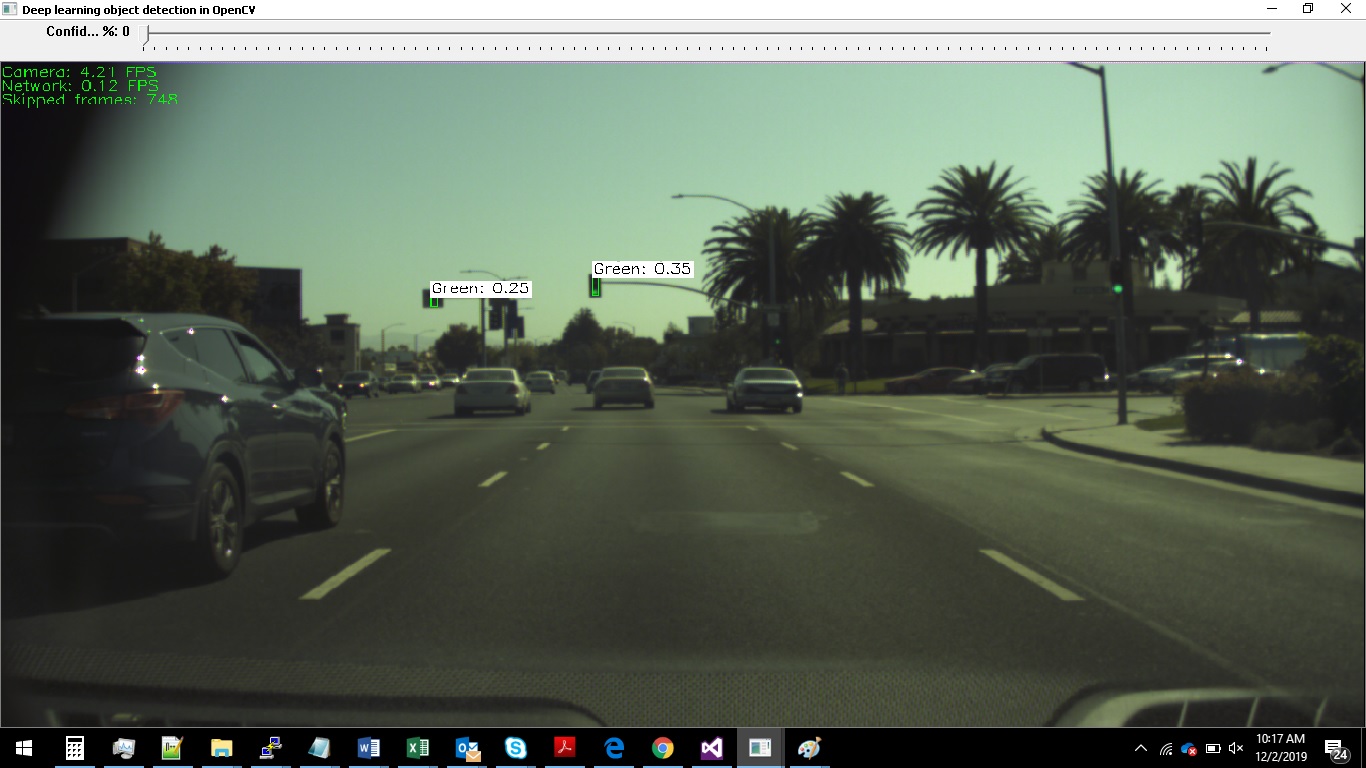 Deep learning object detection in OpenCV
Confid... %: 0
Camera: 4.21 FPS
Network: 0.12 FPS
Skipped frames: 748
Green: 0.35
Green: 0.25
10:17 AM
12/2/2019
24